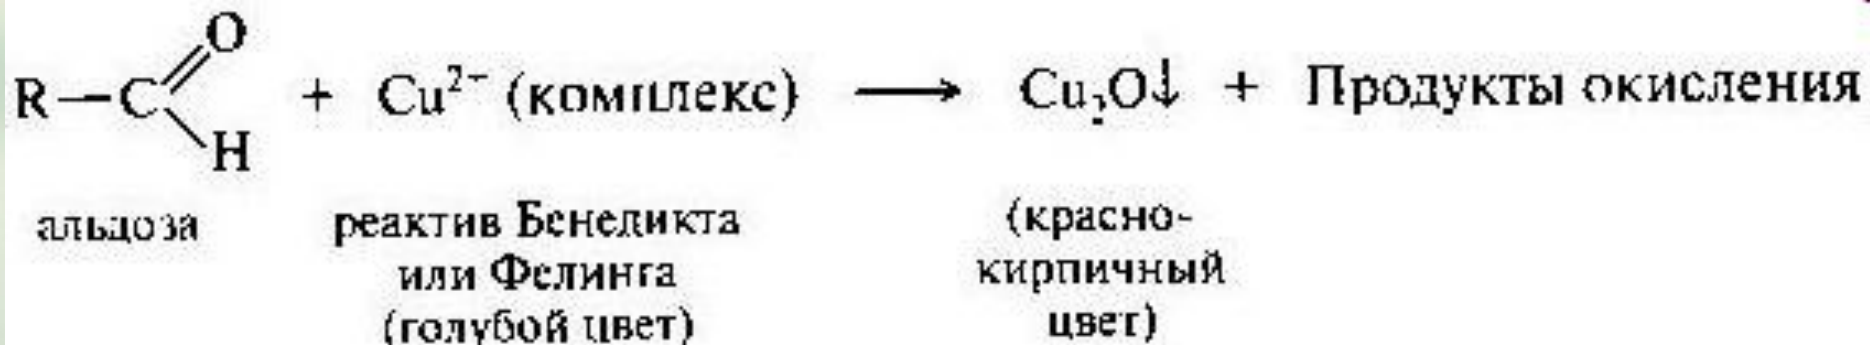 R—C
O
H
+ Cu²⁻ (комплекс) ⟶ Cu₂O↓ + Продукты окисления
альдоза
реактив Бенедикта
или Фелинга
(голубой цвет)
(красно-
кирпичный
цвет)